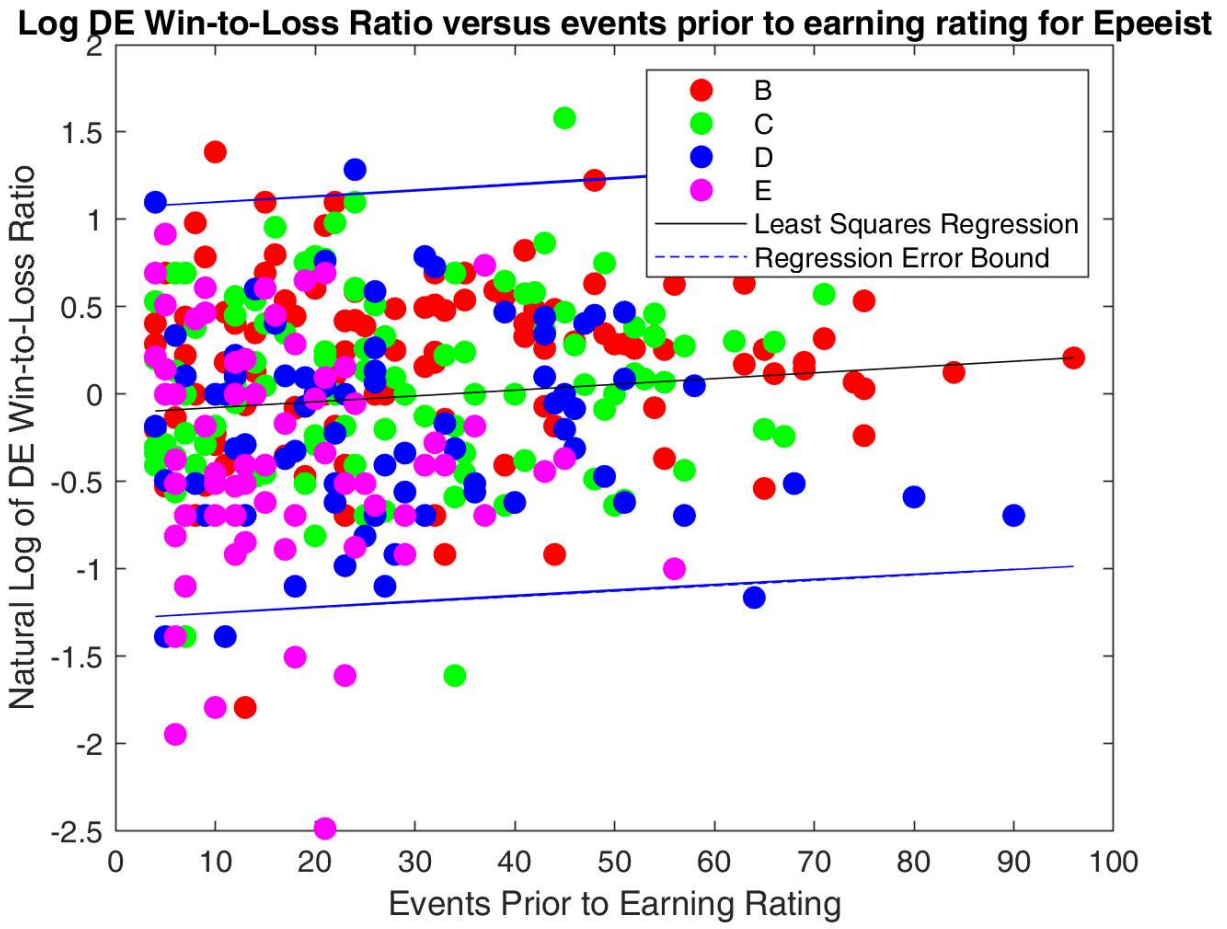 Log DE Win-to-Loss Ratio versus events prior to earning rating for Epeeist
2
1.5
1
0.5
0
-0.5
-1
-1.5
-2
-2.5
Natural Log of DE Win-to-Loss Ratio
B
C
D
E
Least Squares Regression
Regression Error Bound
0 10 20 30 40 50 60 70 80 90 100
Events Prior to Earning Rating